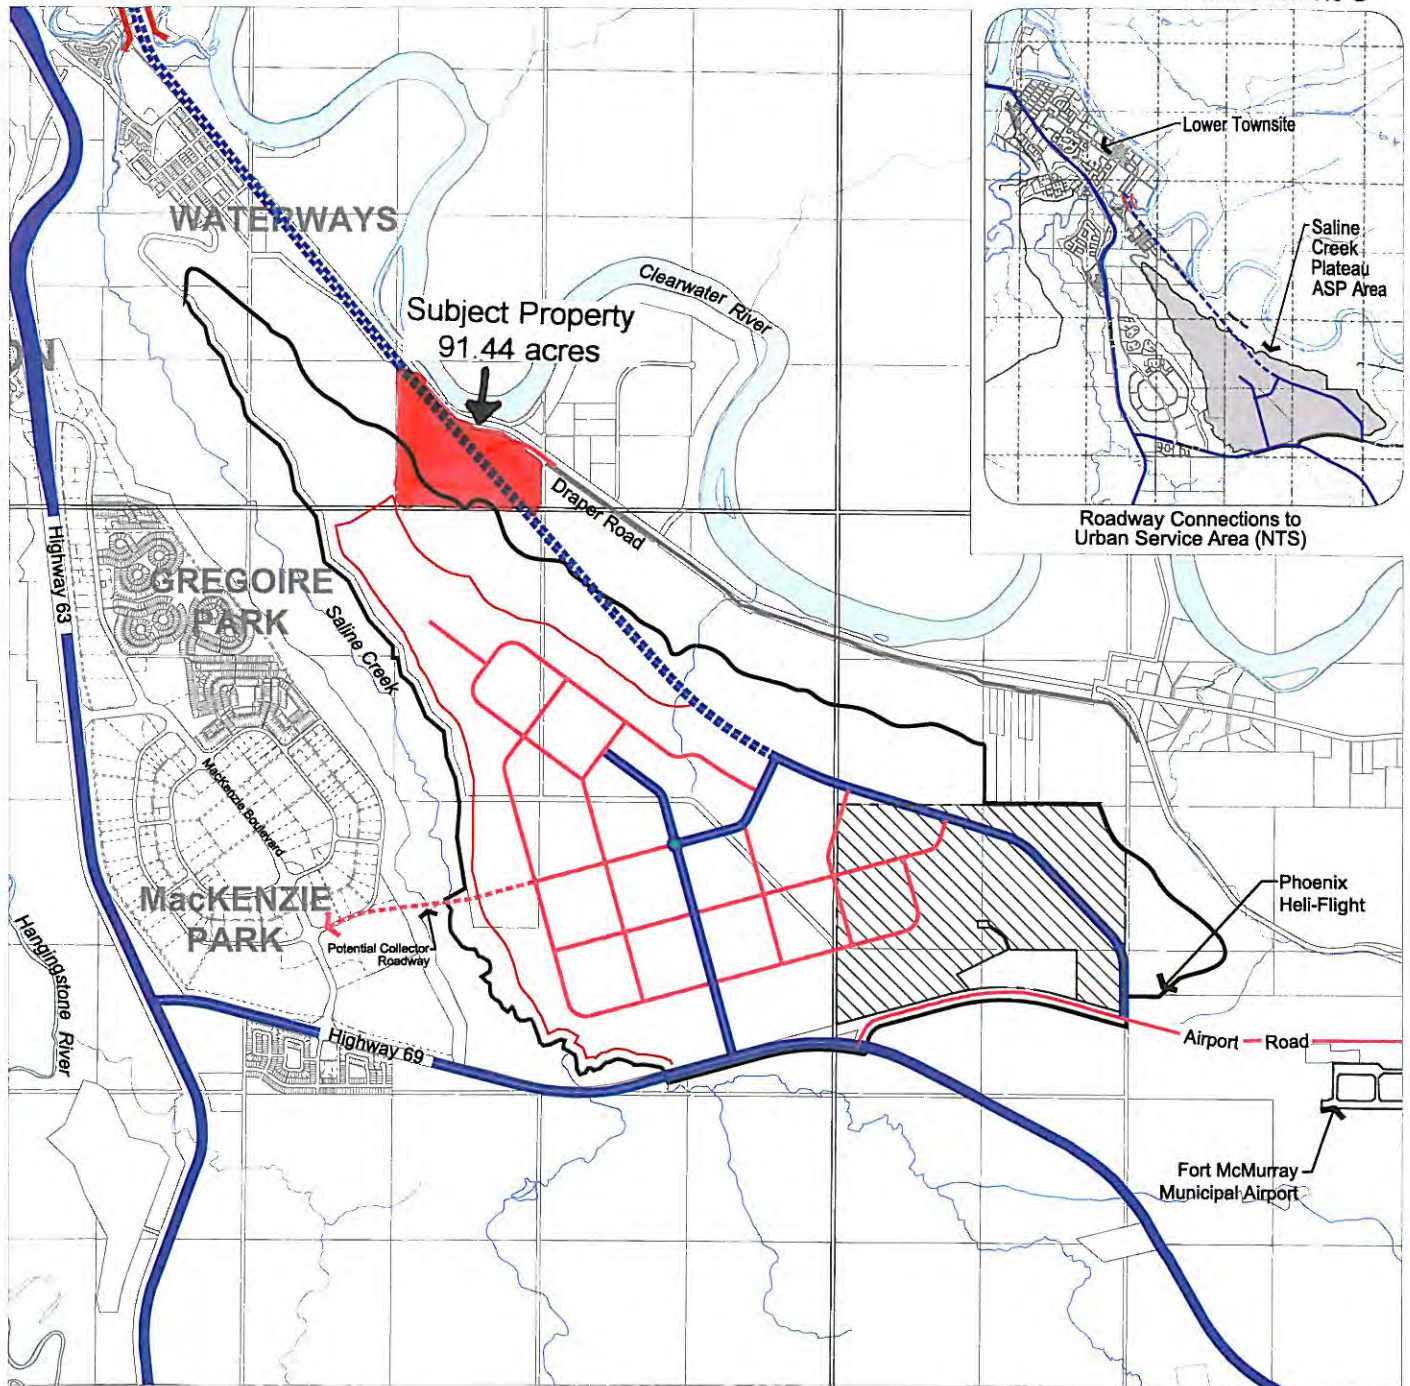 Lower Townsite
Saline
Creek
Plateau
ASP Area
Roadway Connections to
Urban Service Area (NTS)
WATERWAYS
Clearwater River
Subject Property
91.44 acres
Draper Road
Highway 63
GREGOIRE
PARK
Saline Creek
MacKenzie Boulevard
MacKENZIE
PARK
Potential Collector
Roadway
Hangingstone River
Highway 69
Phoenix
Heli-Flight
Airport Road
Fort McMurray
Municipal Airport